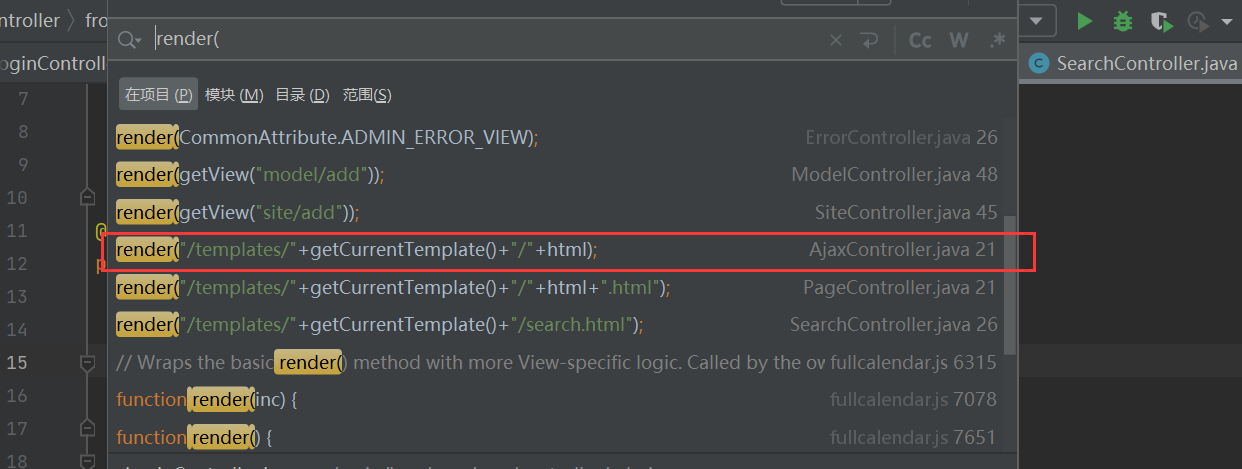 ontroller 〉 fro
render(
Cc W .*
oginControll
SearchController.java
在项目 (P) 模块 (M) 目录 (D) 范围(S)
7
8
9
10
11
12
13
14
15
16
17
18
render(CommonAttribute.ADMIN_ERROR_VIEW); ErrorController.java 26
render(getView("model/add")); ModelController.java 48
render(getView("site/add")); SiteController.java 45
render("/templates/"+getCurrentTemplate()+"/"+html); AjaxController.java 21
render("/templates/"+getCurrentTemplate()+"/"+html+".html"); PageController.java 21
render("/templates/"+getCurrentTemplate()+"/search.html"); SearchController.java 26
// Wraps the basic render() method with more View-specific logic. Called by the ov fullcalendar.js 6315
function render(inc) { fullcalendar.js 7078
function render() { fullcalendar.js 7651